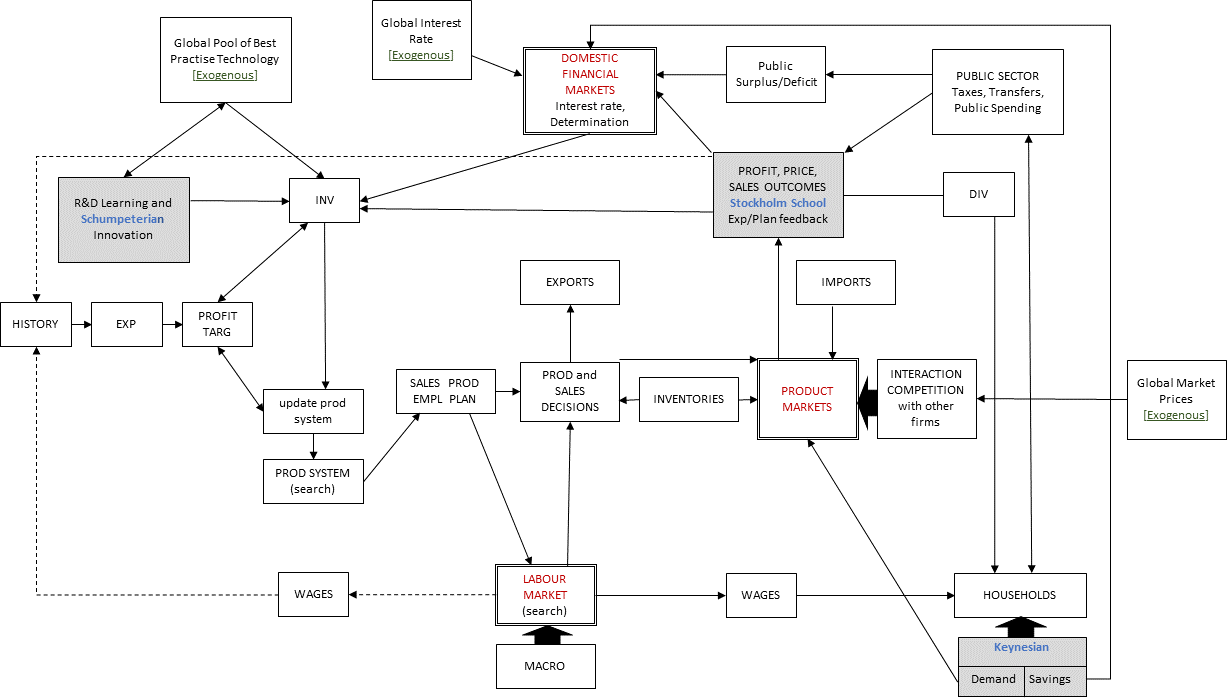 Global Pool of Best
Practise Technology
[Exogenous]
Global Interest
Rate
[Exogenous]
DOMESTIC
FINANCIAL
MARKETS
Interest rate,
Determination
Public
Surplus/Deficit
PUBLIC SECTOR
Taxes, Transfers,
Public Spending
R&D Learning and
Schumpeterian
Innovation
INV
PROFIT, PRICE,
SALES OUTCOMES
Stockholm School
Exp/Plan feedback
DIV
EXPORTS
IMPORTS
HISTORY
EXP
PROFIT
TARG
update prod
system
SALES PROD
EMPL PLAN
PROD and
SALES
DECISIONS
INVENTORIES
PRODUCT
MARKETS
INTERACTION
COMPETITION
with other
firms
Global Market
Prices
[Exogenous]
PROD SYSTEM
(search)
WAGES
LABOUR
MARKET
(search)
WAGES
HOUSEHOLDS
MACRO
Keynesian
Demand
Savings